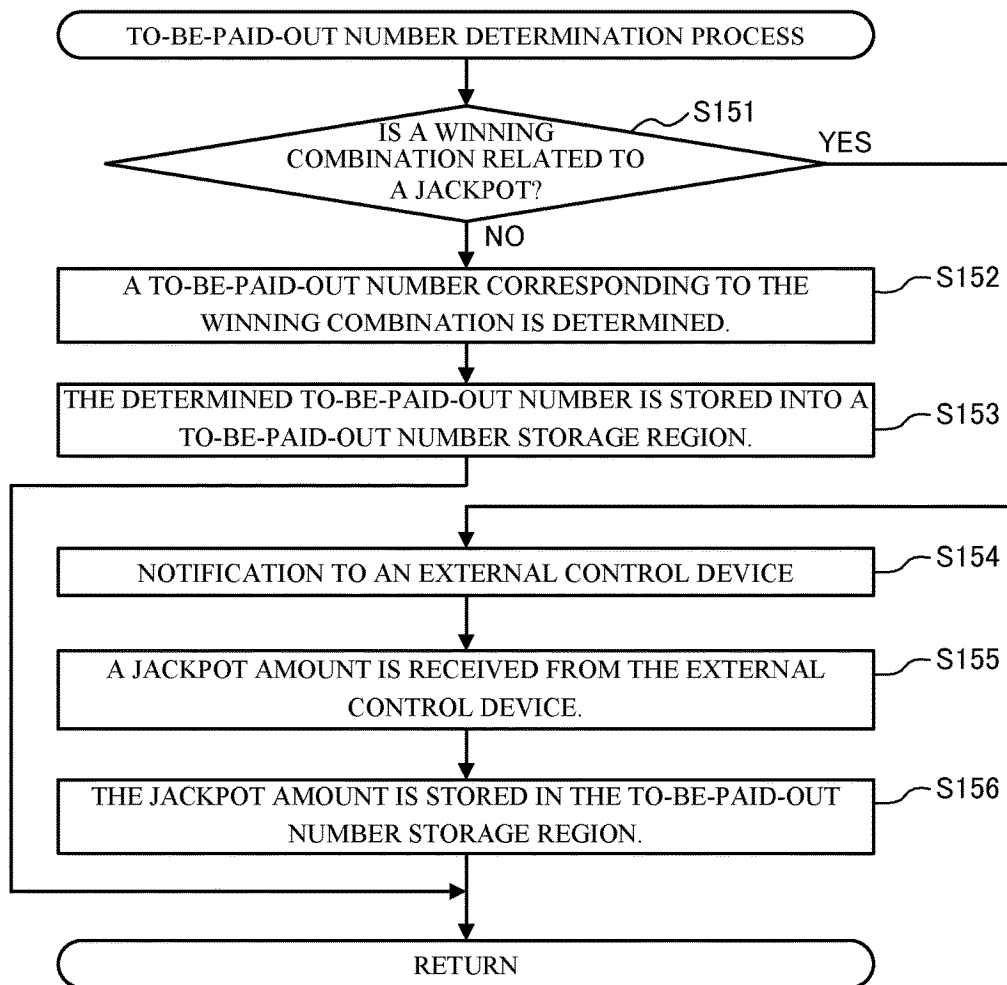 TO-BE-PAID-OUT NUMBER DETERMINATION PROCESS
S151
IS A WINNING
COMBINATION RELATED TO
A JACKPOT?
YES
NO
S152
A TO-BE-PAID-OUT NUMBER CORRESPONDING TO THE
WINNING COMBINATION IS DETERMINED.
S153
THE DETERMINED TO-BE-PAID-OUT NUMBER IS STORED INTO A
TO-BE-PAID-OUT NUMBER STORAGE REGION.
S154
NOTIFICATION TO AN EXTERNAL CONTROL DEVICE
S155
A JACKPOT AMOUNT IS RECEIVED FROM THE EXTERNAL
CONTROL DEVICE.
S156
THE JACKPOT AMOUNT IS STORED IN THE TO-BE-PAID-OUT
NUMBER STORAGE REGION.
RETURN